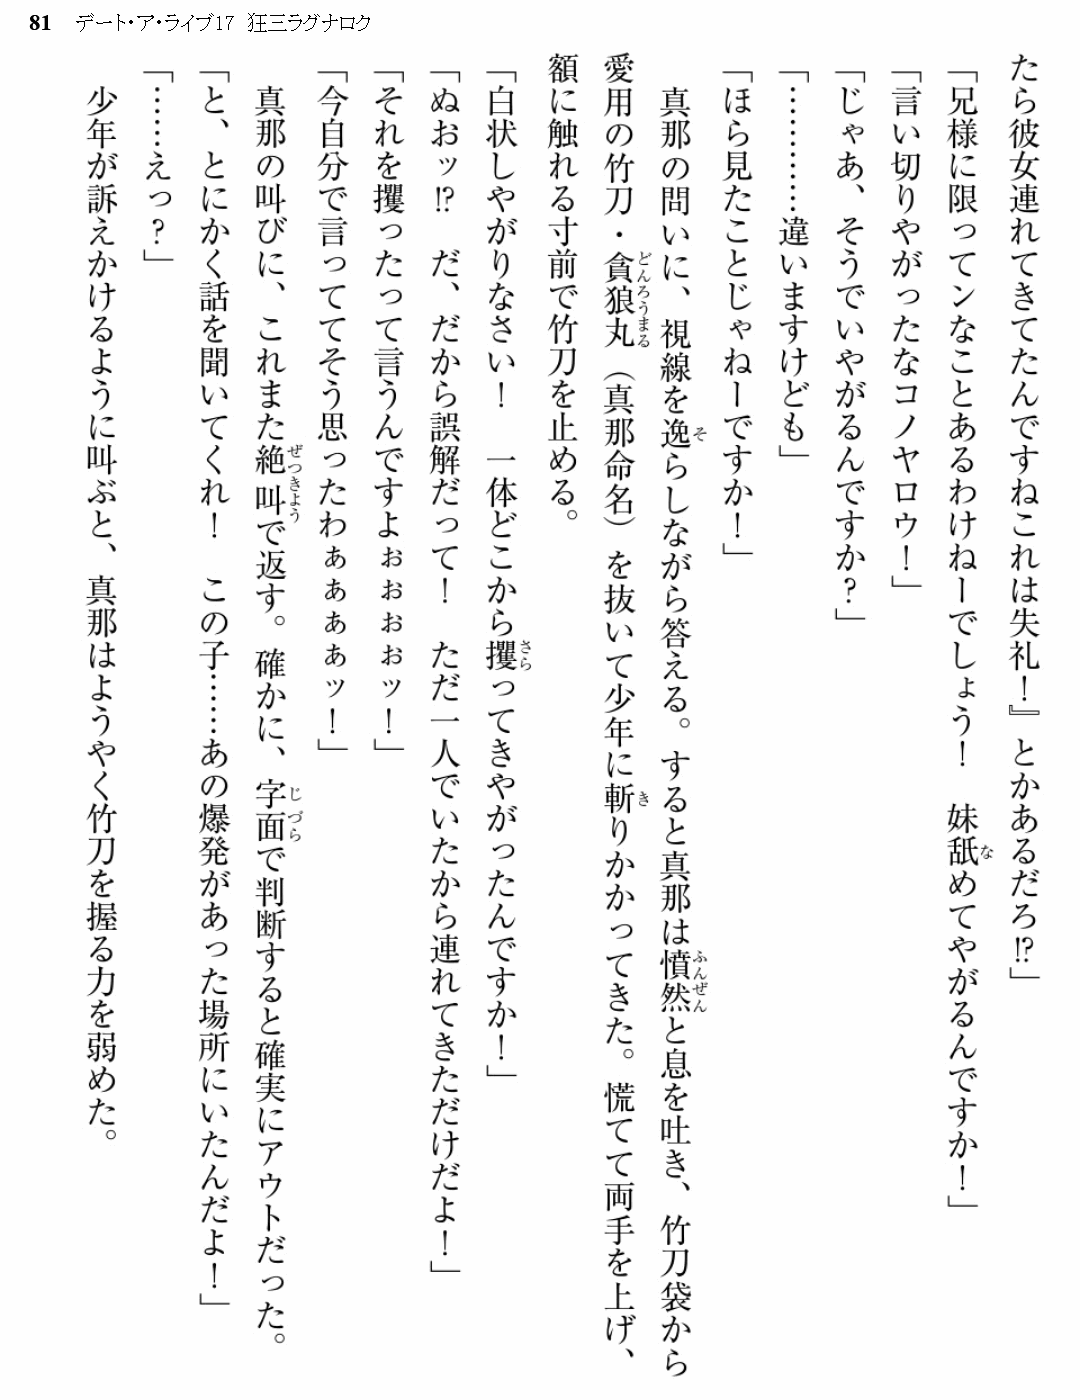 81 デート・ア・ライブ17 狂三ラグナロク
たら彼女連れてきてたんですねこれは失礼！』とかあるだろ!?」
「兄様に限ってンなことあるわけねーでしょう！　妹舐めてやがるんですか！」
「言い切りやがったなコノヤロゥ！」
「じゃあ、そうでいやがるんですか？」
「…………違いますけども」
「ほら見たことじゃねーですか！」
　真那の問いに、視線を逸らしながら答える。すると真那は憤然と息を吐き、竹刀袋から
愛用の竹刀・貪狼丸（真那命名）を抜いて少年に斬りかかってきた。慌てて両手を上げ、
額に触れる寸前で竹刀を止める。
「白状しやがりなさい！　一体どこから攫ってきやがったんですか！」
「ぬおッ!?　だ、だから誤解だって！　ただ一人でいたから連れてきただけだよ！」
「それを攫ったって言うんですよぉぉぉぉッ！」
「今自分で言っててそう思ったわぁぁぁぁッ！」
　真那の叫びに、これまた絶叫で返す。確かに、字面で判断すると確実にアウトだった。
「と、とにかく話を聞いてくれ！　この子……あの爆発があった場所にいたんだよ！」
「……えっ？」
　少年が訴えかけるように叫ぶと、真那はようやく竹刀を握る力を弱めた。